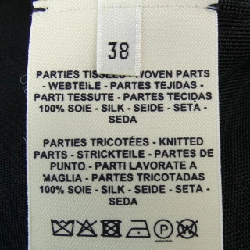 38
PARTIES TISSÉES - WOVEN PARTS
- WEBTEILE - PARTES TEJIDAS -
PARTI TESSUTE - PARTES TECIDAS
100% SOIE - SILK - SEIDE - SETA -
SEDA
PARTIES TRICOTÉES - KNITTED
PARTS - STRICKTEILE - PARTES DE
PUNTO - PARTI LAVORATE A
MAGLIA - PARTES TRICOTADAS
100% SOIE - SILK - SEIDE - SETA -
SEDA